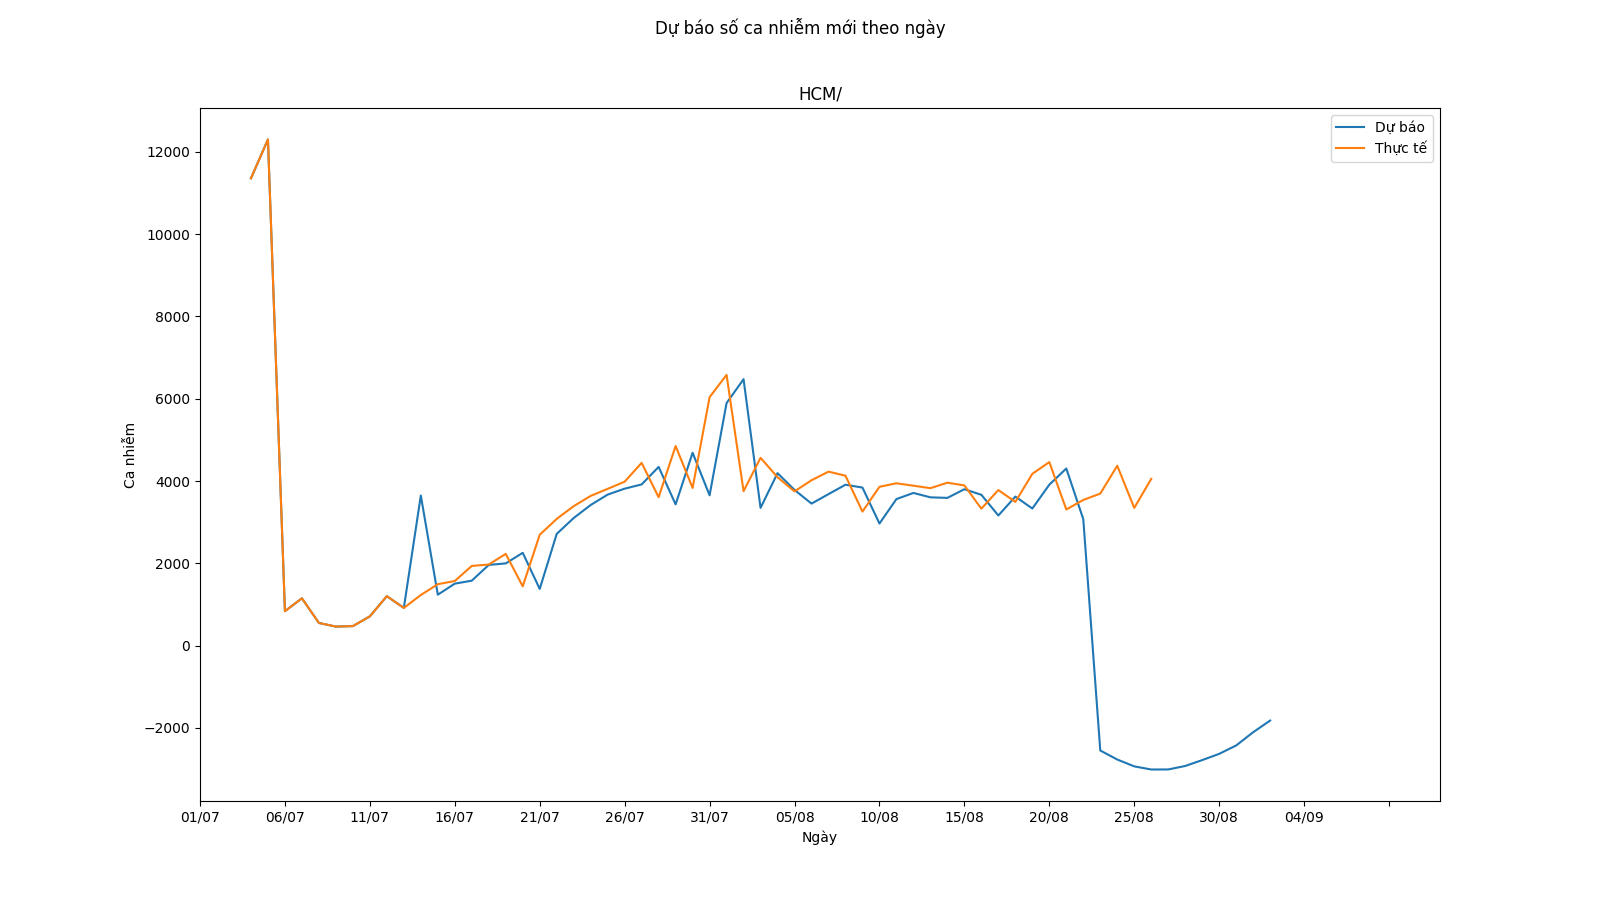 Dự báo số ca nhiễm mới theo ngày
HCM/
Dự báo
Thực tế
12000
10000
8000
6000
4000
2000
0
−2000
Ca nhiễm
01/07 06/07 11/07 16/07 21/07 26/07 31/07 05/08 10/08 15/08 20/08 25/08 30/08 04/09
Ngày